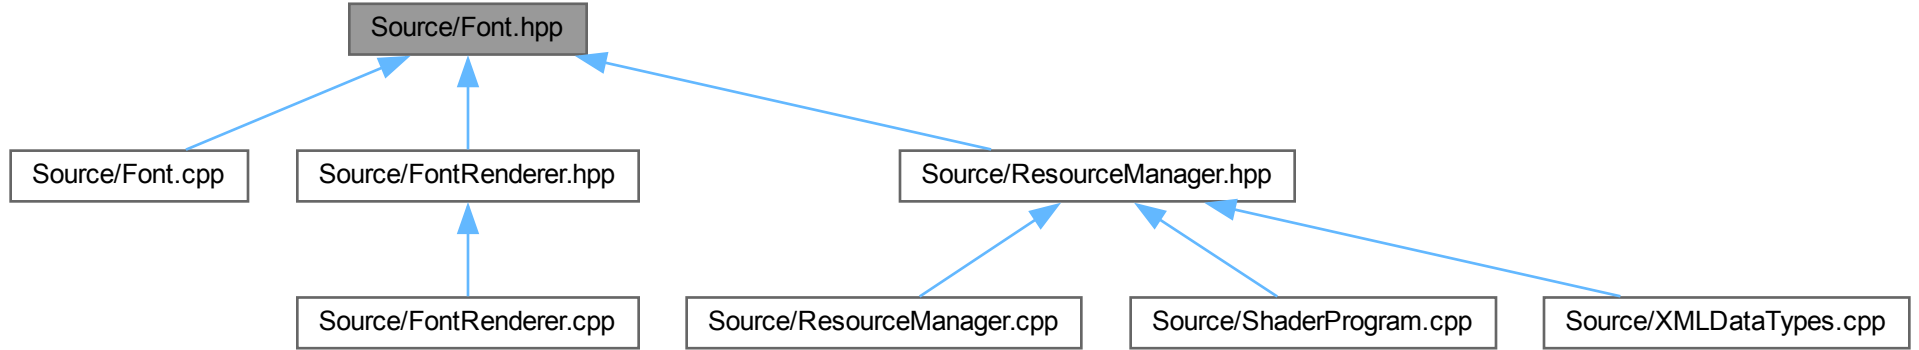 Source/Font.hpp
Source/Font.cpp
Source/FontRenderer.hpp
Source/ResourceManager.hpp
Source/FontRenderer.cpp
Source/ResourceManager.cpp
Source/ShaderProgram.cpp
Source/XMLDataTypes.cpp